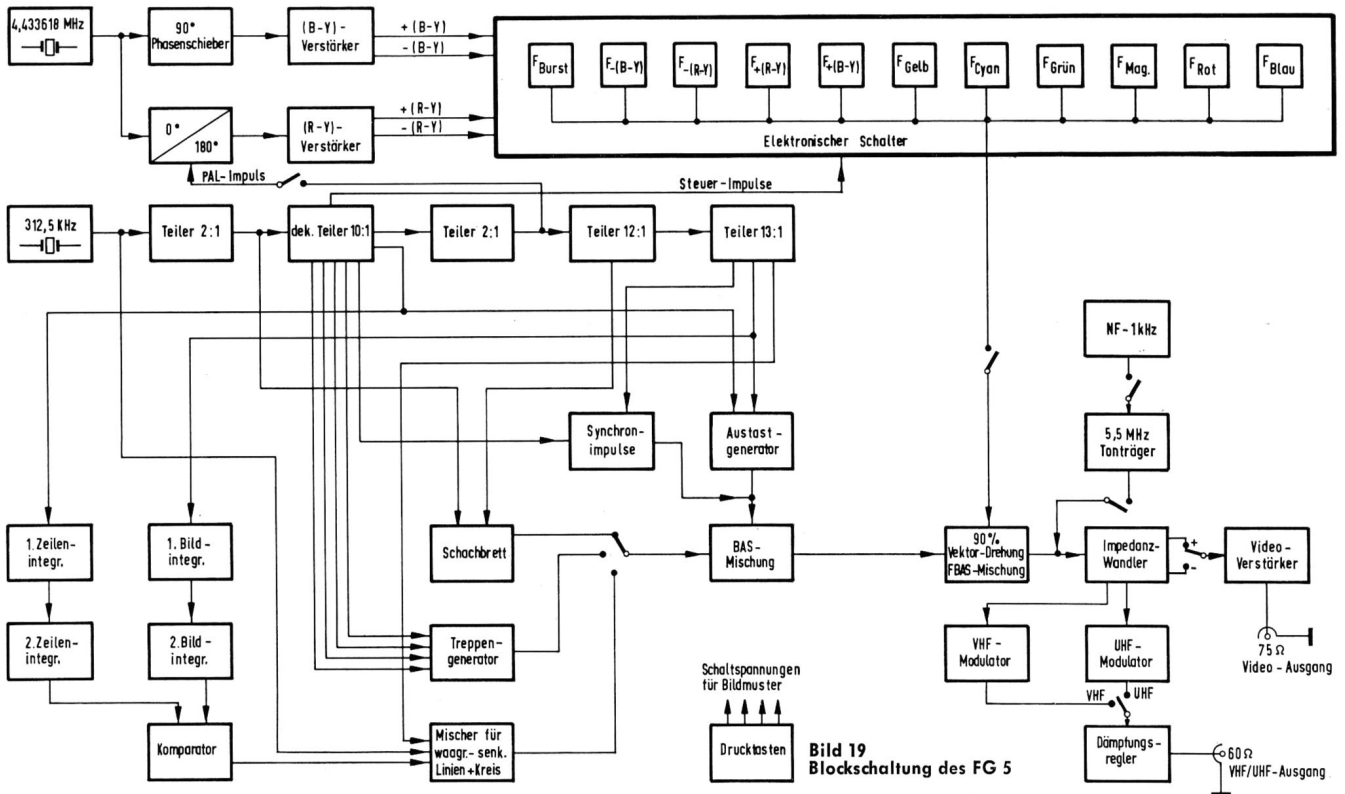 4,433618 MHz
90°
Phasenschieber
(B-Y)-
Verstärker
+(B-Y)
-(B-Y)
F Burst
F -(B-Y)
F -(R-Y)
F +(R-Y)
F +(B-Y)
F Gelb
F Cyan
F Grün
F Mag.
F Rot
F Blau
Elektronischer Schalter
0°
180°
(R-Y)-
Verstärker
+(R-Y)
-(R-Y)
PAL-Impuls
Steuer-Impulse
312,5 KHz
Teiler 2:1
dek. Teiler 10:1
Teiler 2:1
Teiler 12:1
Teiler 13:1
NF-1kHz
Synchron-
impulse
Austast-
generator
5,5 MHz
Tonträger
1. Zeilen-
integr.
1. Bild-
integr.
Schachbrett
BAS-
Mischung
90%
Vektor-Drehung
FBAS-Mischung
Impedanz-
Wandler
+
-
Video-
Verstärker
2. Zeilen-
integr.
2. Bild-
integr.
Treppen-
generator
VHF-
Modulator
UHF-
Modulator
75 Ω
Video-Ausgang
Schaltspannungen
für Bildmuster
VHF
UHF
Komparator
Mischer für
waagr.-senk.
Linien+Kreis
Drucktasten
Bild 19
Blockschaltung des FG 5
Dämpfungs-
regler
60 Ω
VHF/UHF-Ausgang